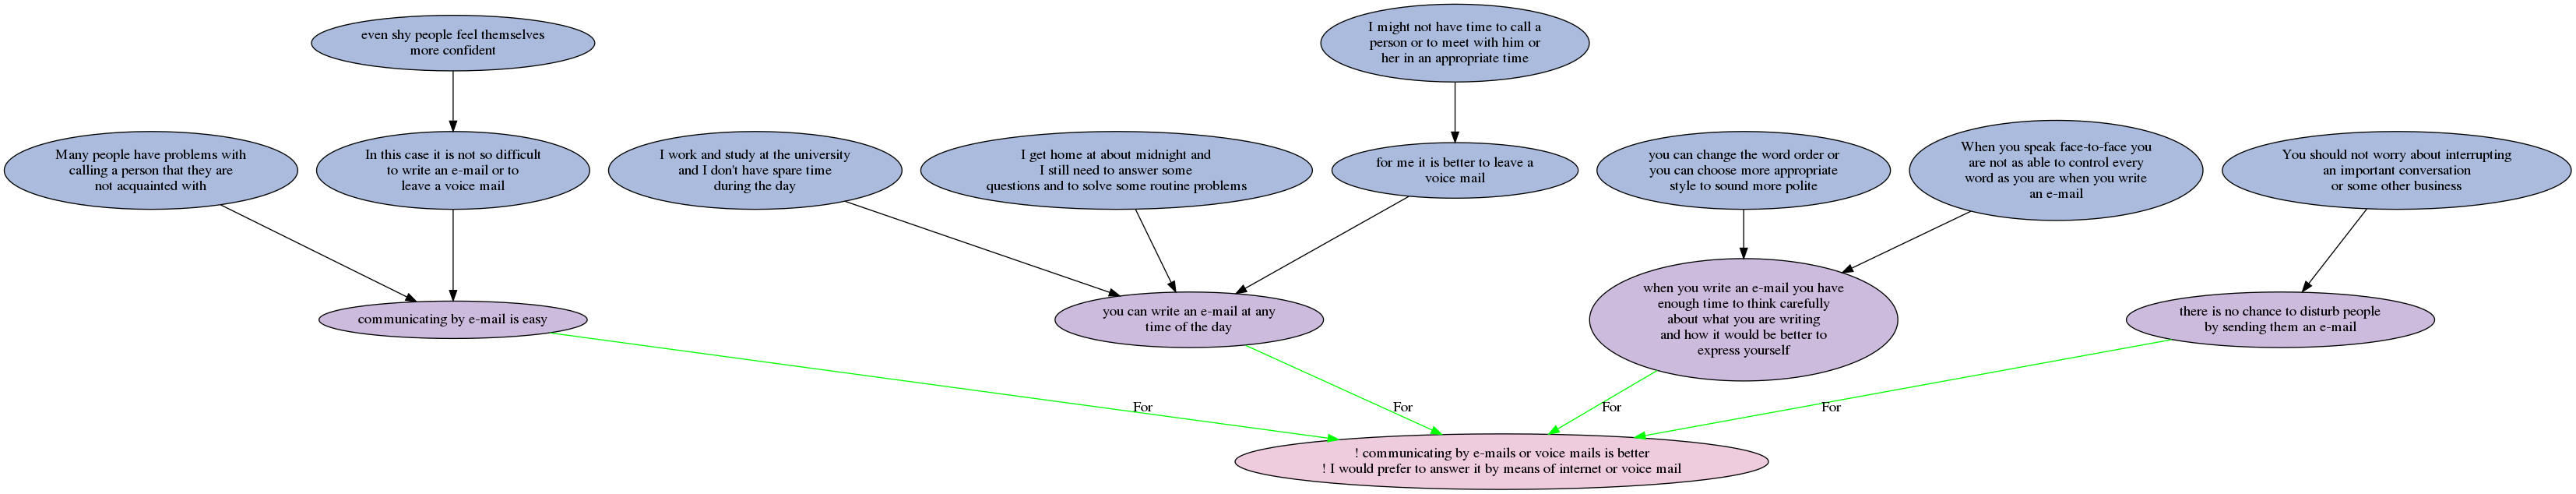 even shy people feel themselves
more confident
I might not have time to call a
person or to meet with him or
her in an appropriate time
Many people have problems with
calling a person that they are
not acquainted with
In this case it is not so difficult
to write an e-mail or to
leave a voice mail
I work and study at the university
and I don't have spare time
during the day
I get home at about midnight and
I still need to answer some
questions and to solve some routine problems
for me it is better to leave a
voice mail
you can change the word order or
you can choose more appropriate
style to sound more polite
When you speak face-to-face you
are not as able to control every
word as you are when you write
an e-mail
You should not worry about interrupting
an important conversation
or some other business
communicating by e-mail is easy
you can write an e-mail at any
time of the day
when you write an e-mail you have
enough time to think carefully
about what you are writing
and how it would be better to
express yourself
there is no chance to disturb people
by sending them an e-mail
For
For
For
For
! communicating by e-mails or voice mails is better
! I would prefer to answer it by means of internet or voice mail